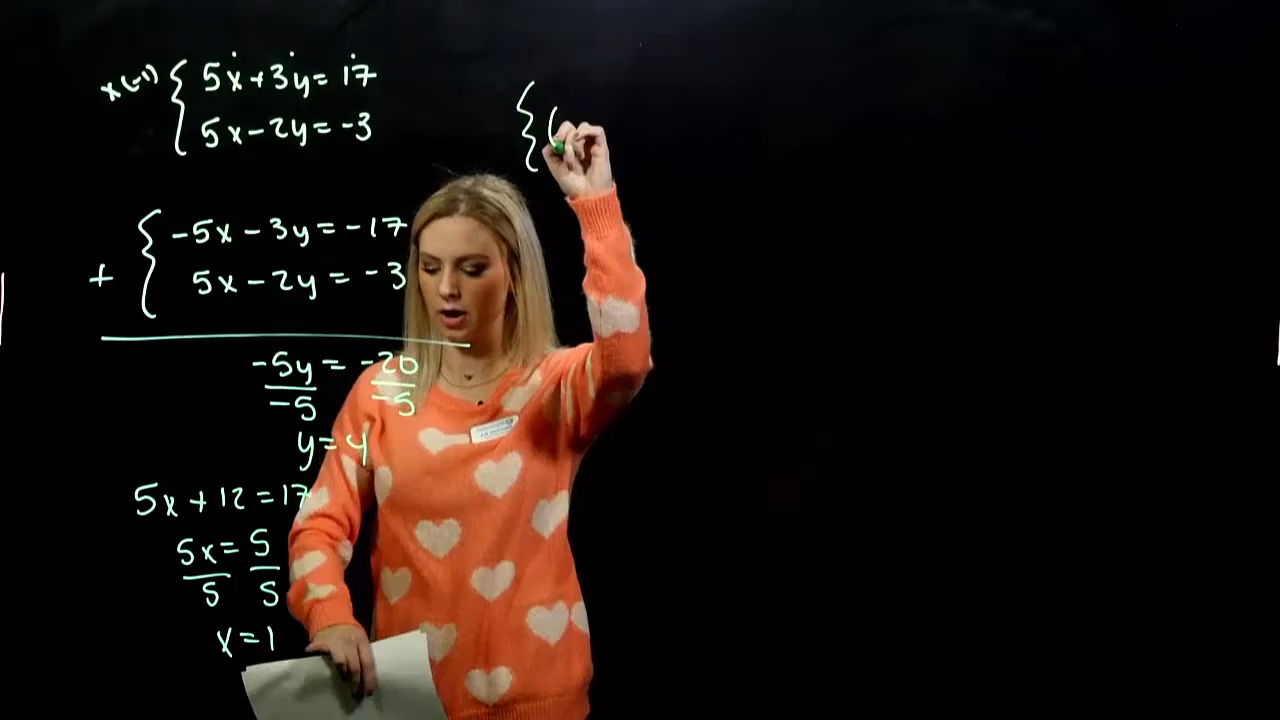 x(-1) { 5x+3y=17
5x-2y=-3
+ { -5x-3y=-17
5x-2y=-3
-5y=-20
-5 -5
y=4
5x+12=17
5x=5
5 5
x=1
{ (